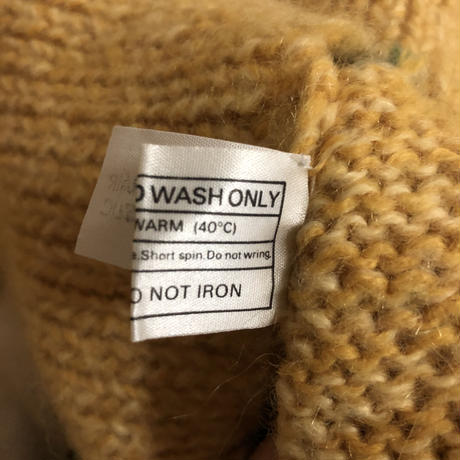 WASH ONLY
WARM (40°C)
Short spin. Do not wring.
NOT IRON